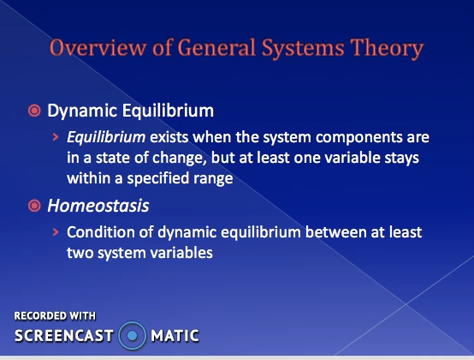 Overview of General Systems Theory
Dynamic Equilibrium
Equilibrium exists when the system components are
in a state of change, but at least one variable stays
within a specified range
Homeostasis
Condition of dynamic equilibrium between at least
two system variables
RECORDED WITH
SCREENCAST MATIC